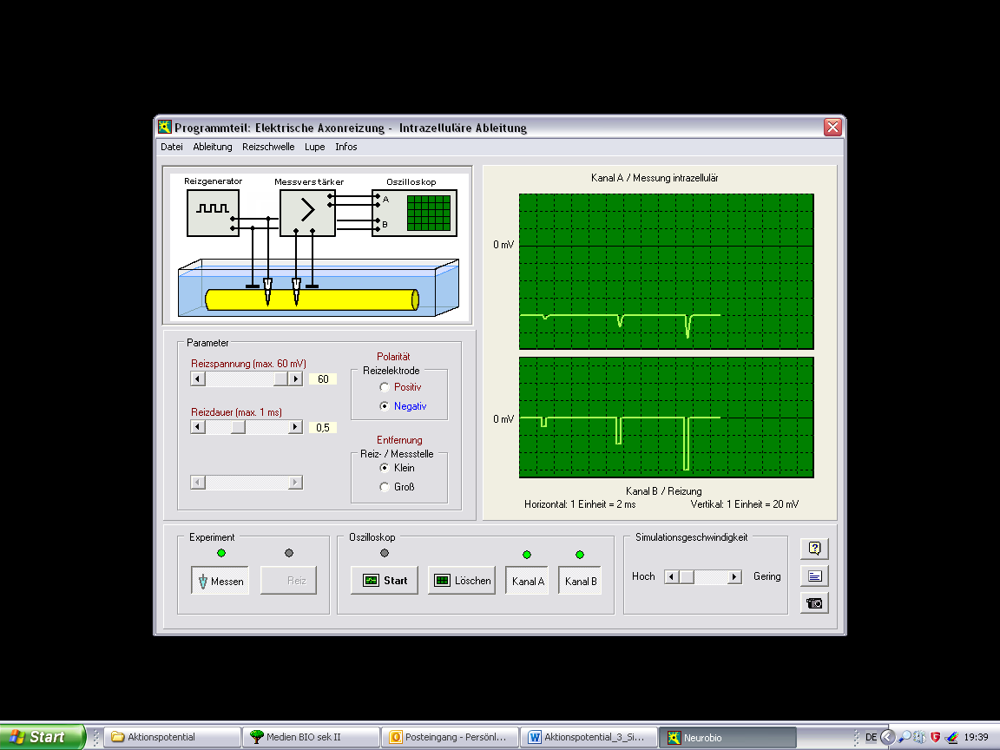 Programmteil: Elektrische Axonreizung - Intrazelluläre Ableitung
Datei Ableitung Reizschwelle Lupe Infos
Reizgenerator Messverstärker Oszilloskop
A
B
Kanal A / Messung intrazellulär
0 mV
0 mV
Kanal B / Reizung
Horizontal: 1 Einheit = 2 ms Vertikal: 1 Einheit = 20 mV
Parameter
Reizspannung (max. 60 mV)
60
Reizdauer (max. 1 ms)
0,5
Polarität
Reizelektrode
Positiv
Negativ
Entfernung
Reiz- / Messstelle
Klein
Groß
Experiment
Messen Reiz
Oszilloskop
Start Löschen Kanal A Kanal B
Simulationsgeschwindigkeit
Hoch Gering
?
Start Aktionspotential Medien BIO sek II Posteingang - Persönl... Aktionspotential_3_Si... Neurobio DE 19:39